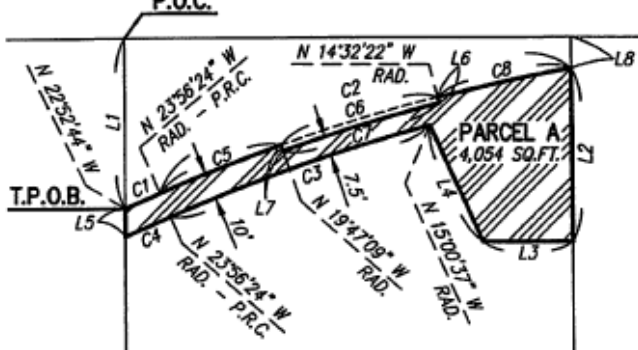 P.O.C.
N 14°32'22" W
RAD.
L6
C8
L8
N 22°52'44" W
L1
N 23°56'24" W
RAD. - P.R.C.
C2
C6
C7
C5
C1
C3
C4
PARCEL A
4,054 SQ.FT.
L2
T.P.O.B.
L5
L7
7.5'
10'
L4
L3
N 19°47'09" W
RAD.
N 15°00'37" W
RAD.
N 23°56'24" W
RAD. - P.R.C.